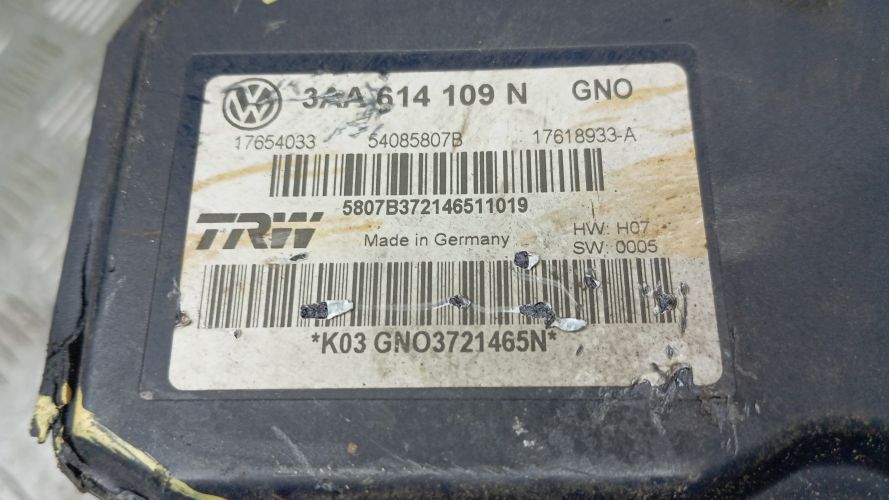 3AA 614 109 N GNO
17654033 54085807B 17618933-A
5807B372146511019
TRW Made in Germany HW: H07
SW: 0005
*K03 GNO3721465N*